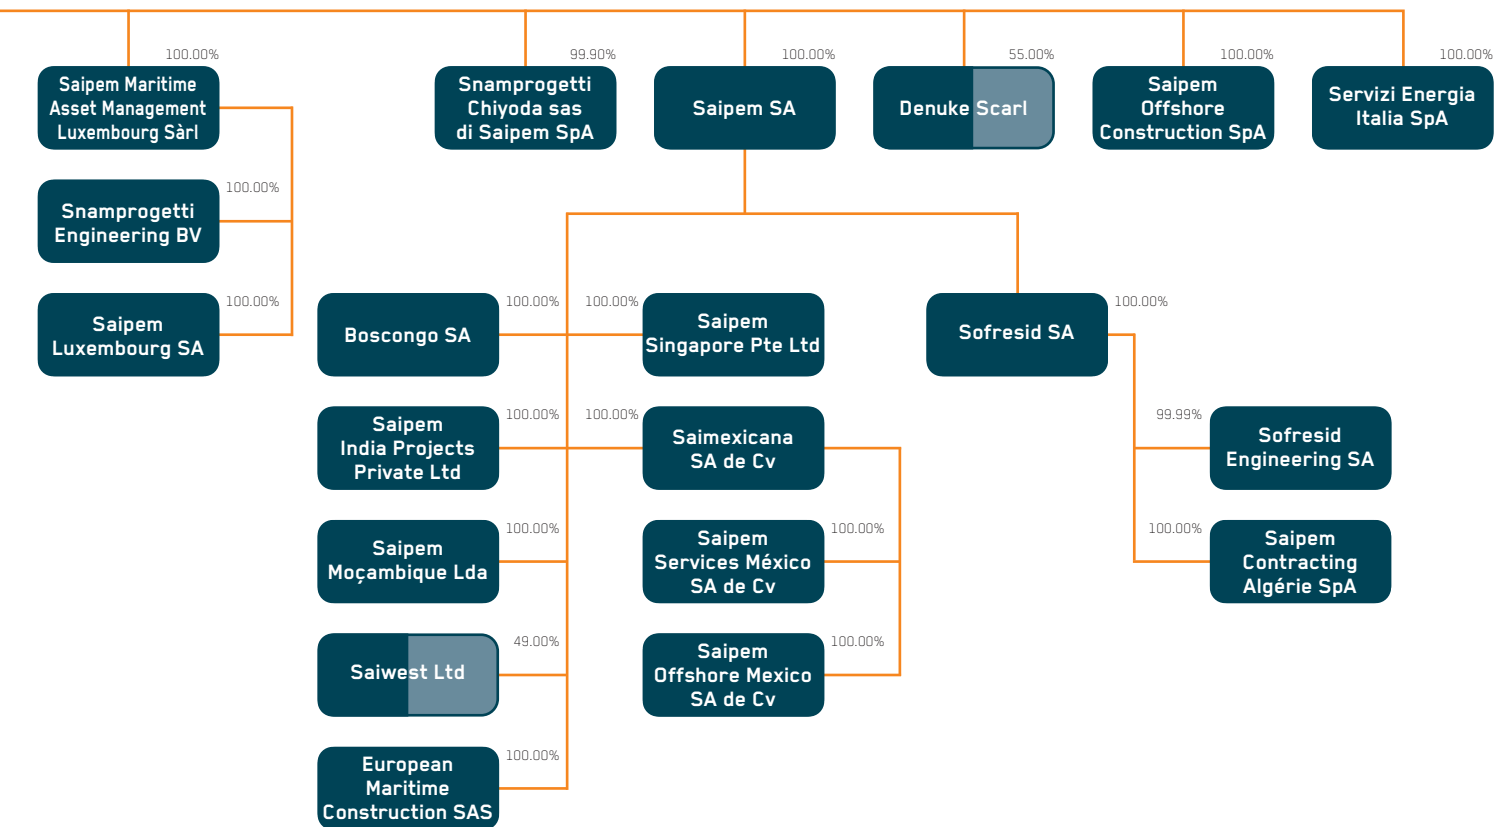 100.00%
Saipem Maritime
Asset Management
Luxembourg Sàrl
99.90%
Snamprogetti
Chiyoda sas
di Saipem SpA
100.00%
Saipem SA
55.00%
Denuke Scarl
100.00%
Saipem
Offshore
Construction SpA
100.00%
Servizi Energia
Italia SpA
100.00%
Snamprogetti
Engineering BV
100.00%
Saipem
Luxembourg SA
100.00%
Boscongo SA
100.00%
Saipem
Singapore Pte Ltd
100.00%
Sofresid SA
100.00%
Saipem
India Projects
Private Ltd
100.00%
Saimexicana
SA de Cv
99.99%
Sofresid
Engineering SA
100.00%
Saipem
Moçambique Lda
100.00%
Saipem
Services México
SA de Cv
100.00%
Saipem
Contracting
Algérie SpA
49.00%
Saiwest Ltd
100.00%
Saipem
Offshore Mexico
SA de Cv
100.00%
European
Maritime
Construction SAS